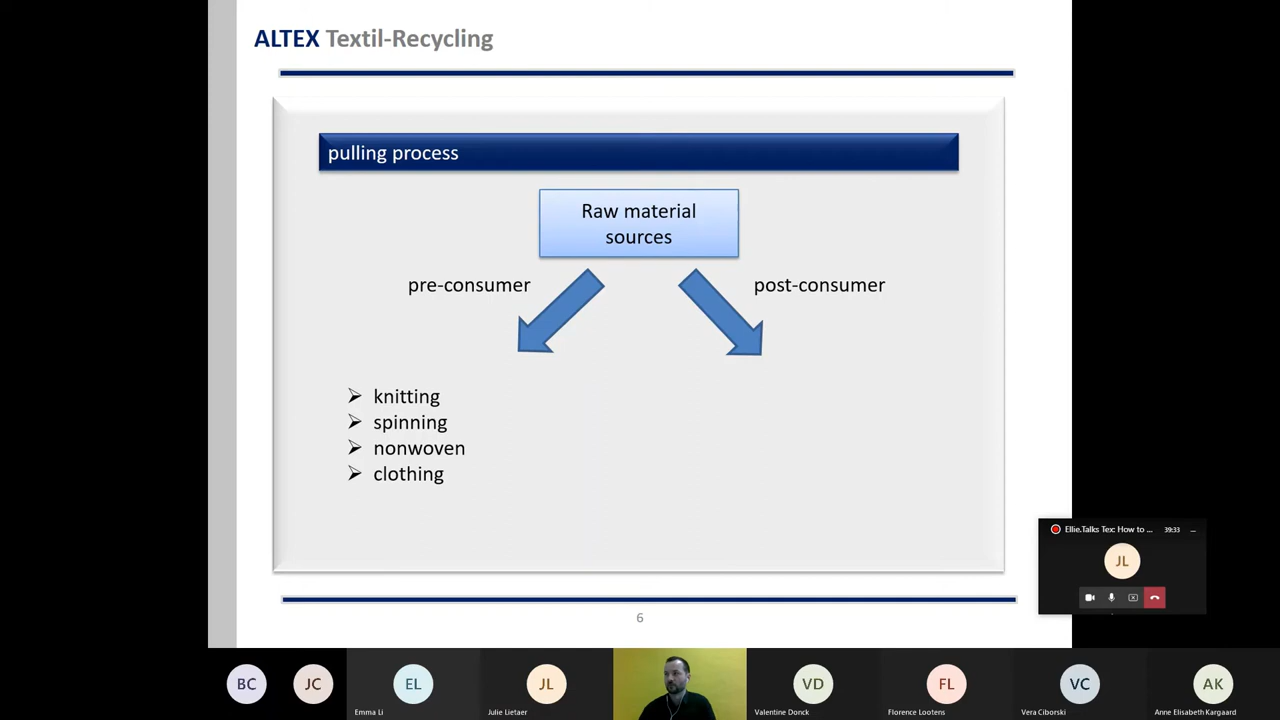 ALTEX Textil-Recycling
pulling process
Raw material
sources
pre-consumer
post-consumer
knitting
spinning
nonwoven
clothing
Ellie.Talks Tex: How to ...
39:33
JL
6
BC
JC
EL
JL
VD
FL
VC
AK
Emma Li
Julie Lietaer
Valentine Donck
Florence Lootens
Vera Ciborski
Anne Elisabeth Kargaard